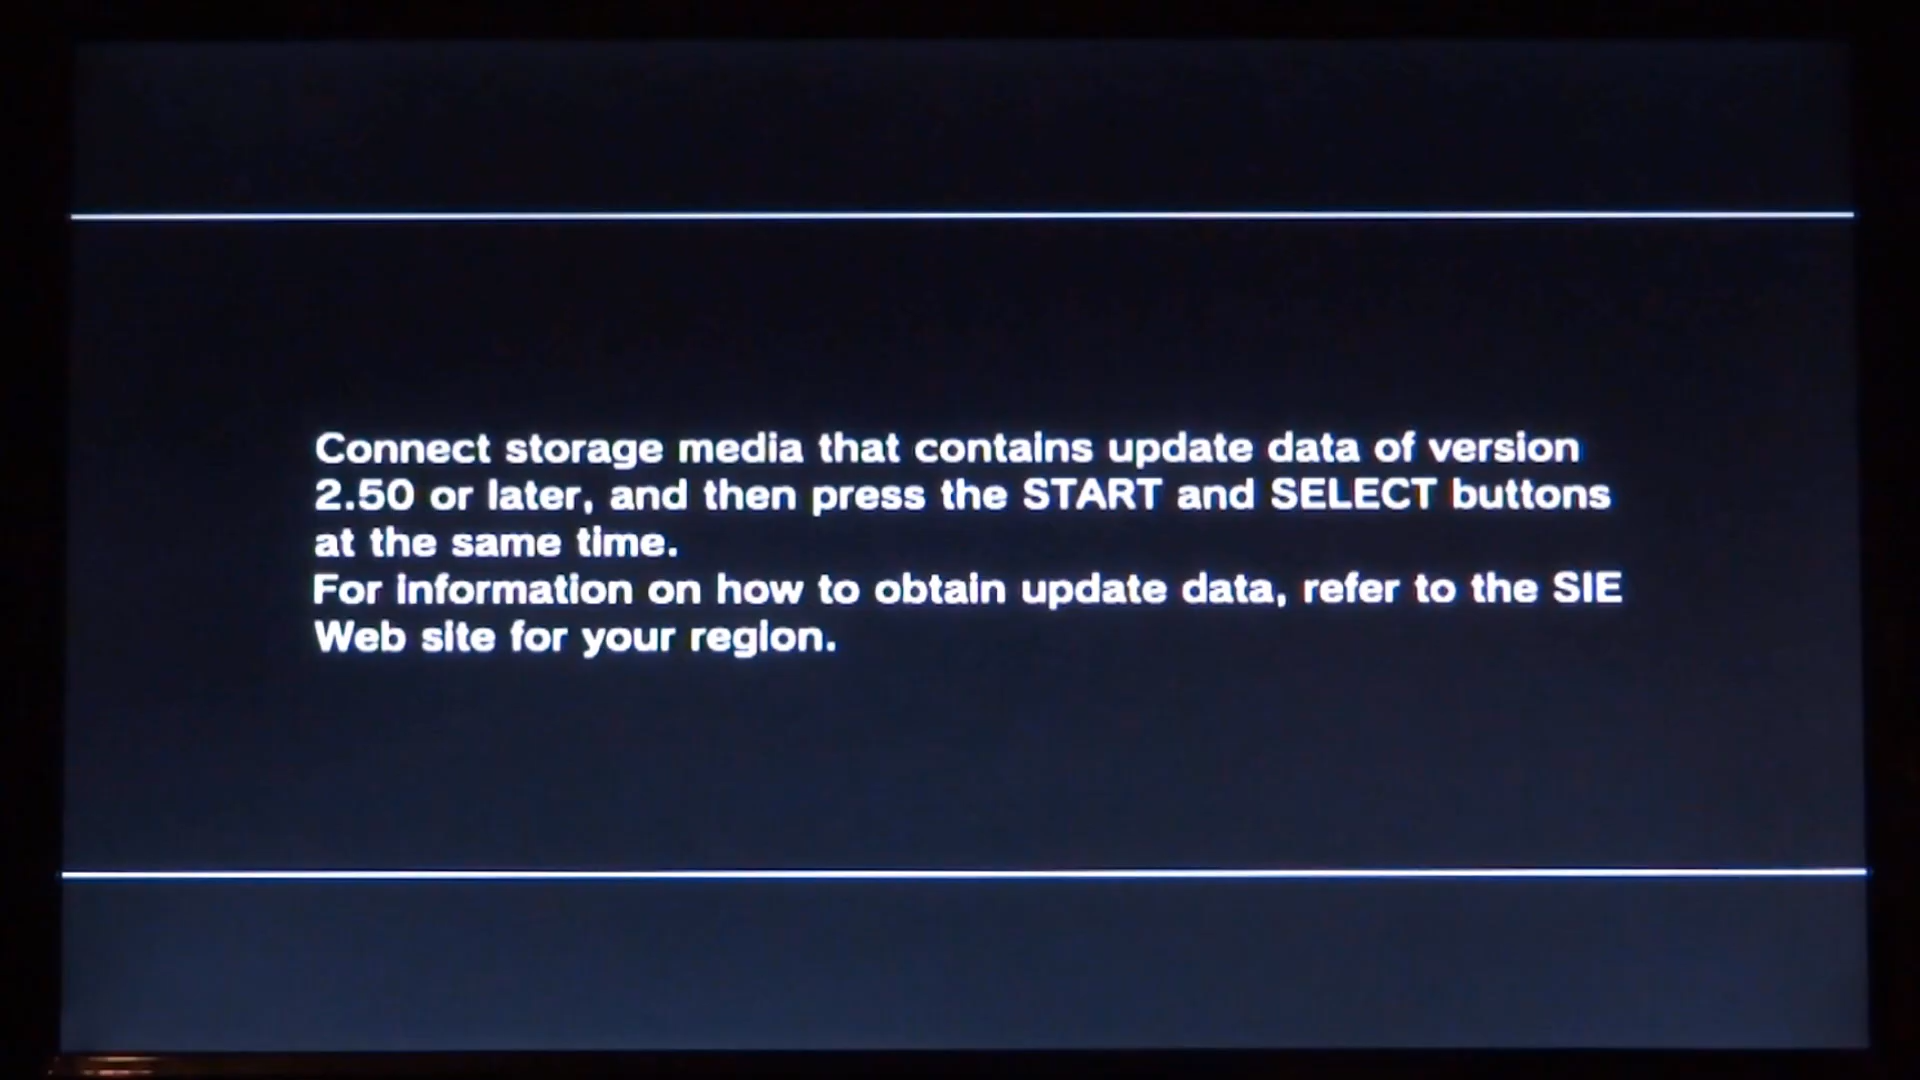 Connect storage media that contains update data of version
2.50 or later, and then press the START and SELECT buttons
at the same time.
For information on how to obtain update data, refer to the SIE
Web site for your region.